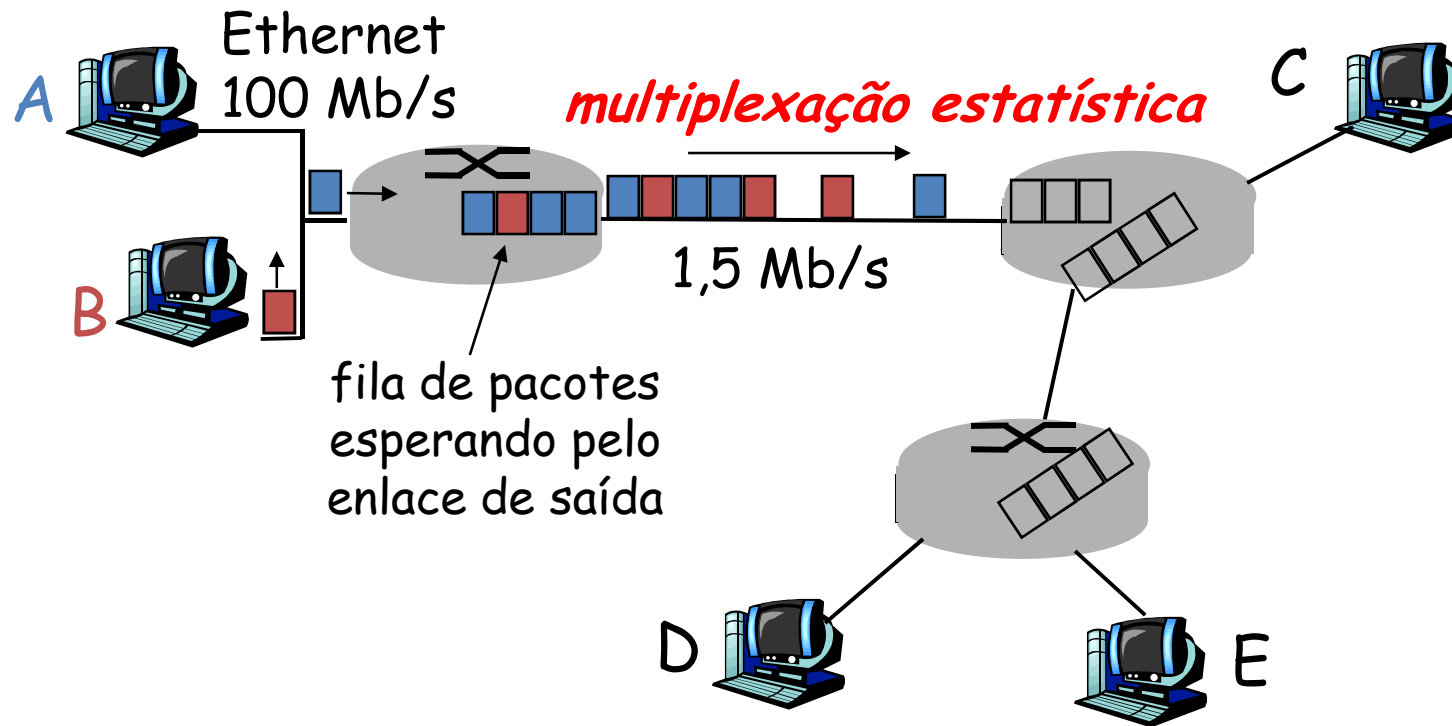 Ethernet
100 Mb/s
A
multiplexação estatística
C
1,5 Mb/s
B
fila de pacotes
esperando pelo
enlace de saída
D
E